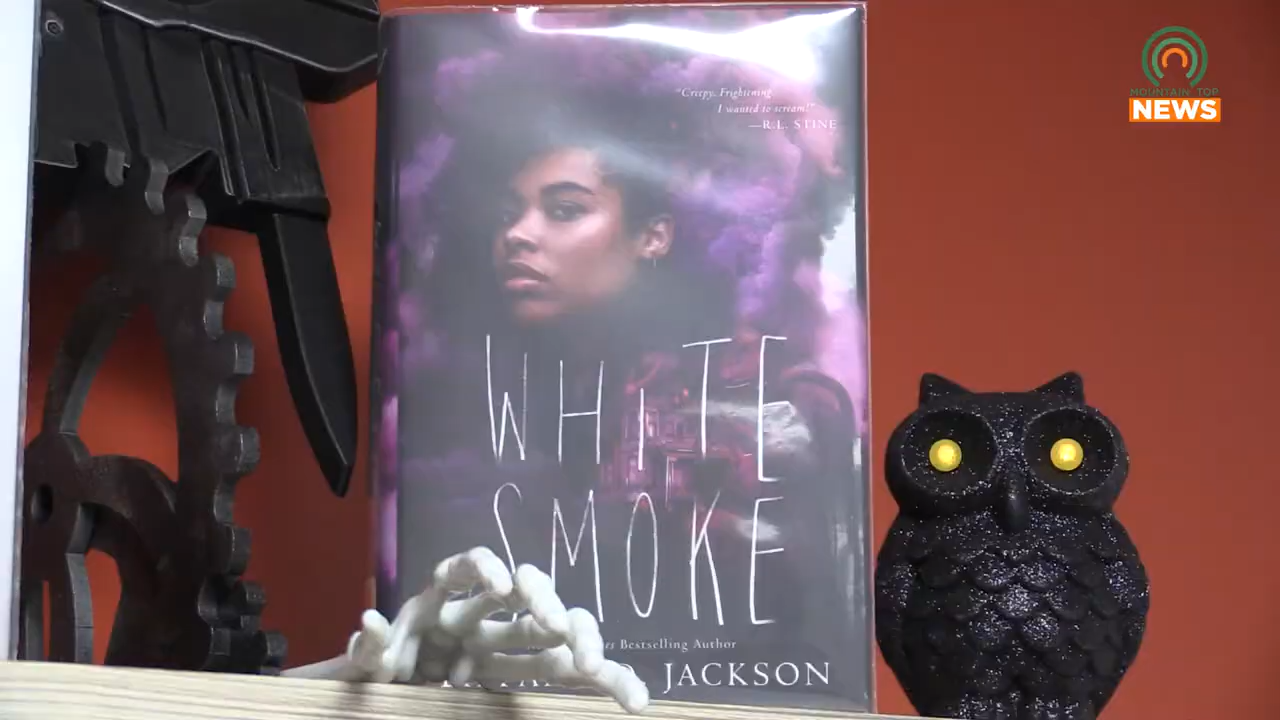 "Creepy. Frightening.
I wanted to scream!"
—R.L. STINE
MOUNTAIN TOP
NEWS
WHITE
SMOKE
Bestselling Author
JACKSON